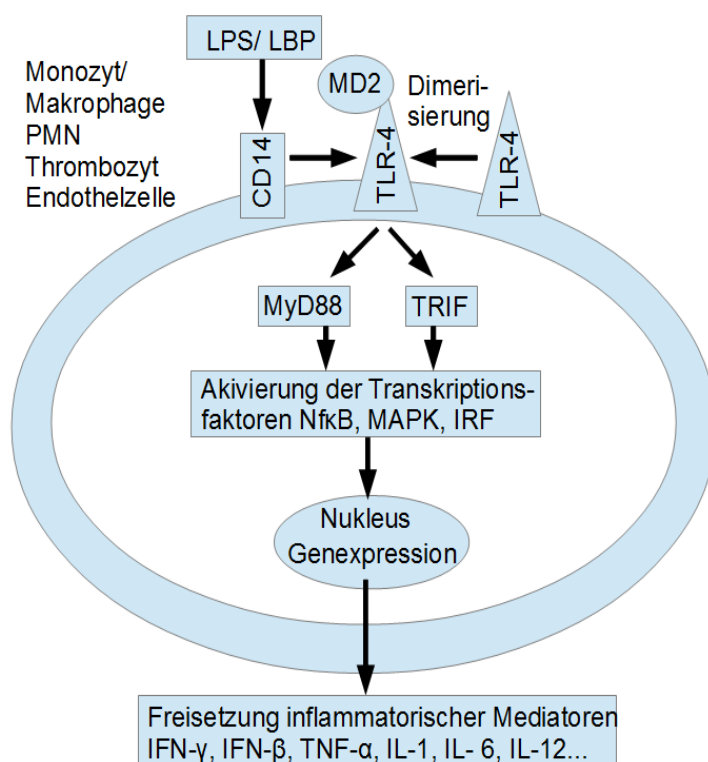 LPS/ LBP
Monozyt/
Makrophage
PMN
Thrombozyt
Endothelzelle
MD2
Dimeri-
sierung
CD14
TLR-4
TLR-4
MyD88
TRIF
Akivierung der Transkriptions-
faktoren NfκB, MAPK, IRF
Nukleus
Genexpression
Freisetzung inflammatorischer Mediatoren
IFN-γ, IFN-β, TNF-α, IL-1, IL- 6, IL-12...